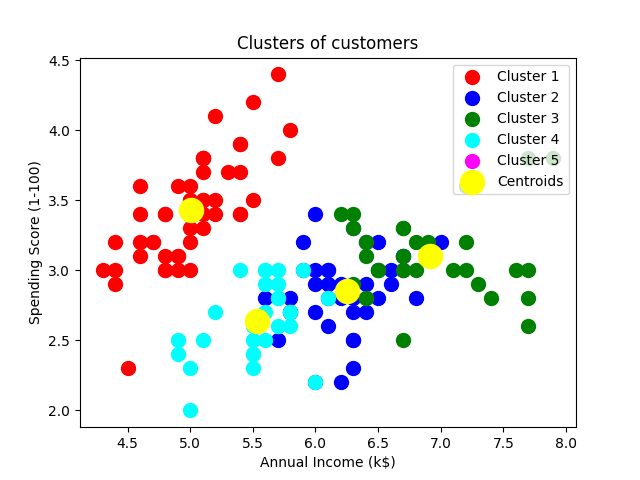 Clusters of customers
Spending Score (1-100)
4.5
4.0
3.5
3.0
2.5
2.0
Cluster 1
Cluster 2
Cluster 3
Cluster 4
Cluster 5
Centroids
4.5 5.0 5.5 6.0 6.5 7.0 7.5 8.0
Annual Income (k$)